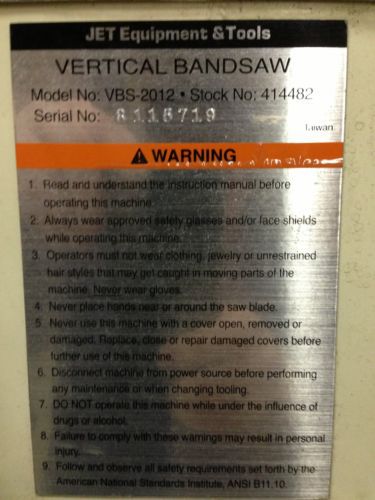 JET Equipment & Tools
VERTICAL BANDSAW
Model No: VBS-2012 • Stock No: 414482
Serial No: 8115719
Taiwan
WARNING
1. Read and understand the instruction manual before
operating this machine.
2. Always wear approved safety glasses and/or face shields
while operating this machine.
3. Operators must not wear clothing, jewelry or unrestrained
hair styles that may get caught in moving parts of the
machine. Never wear gloves.
4. Never place hands near or around the saw blade.
5. Never use this machine with a cover open, removed or
damaged. Replace, close or repair damaged covers before
further use of this machine.
6. Disconnect machine from power source before performing
any maintenance or when changing tooling.
7. DO NOT operate this machine while under the influence of
drugs or alcohol.
8. Failure to comply with these warnings may result in personal
injury.
9. Follow and observe all safety requirements set forth by the
American National Standards Institute, ANSI B11.10.